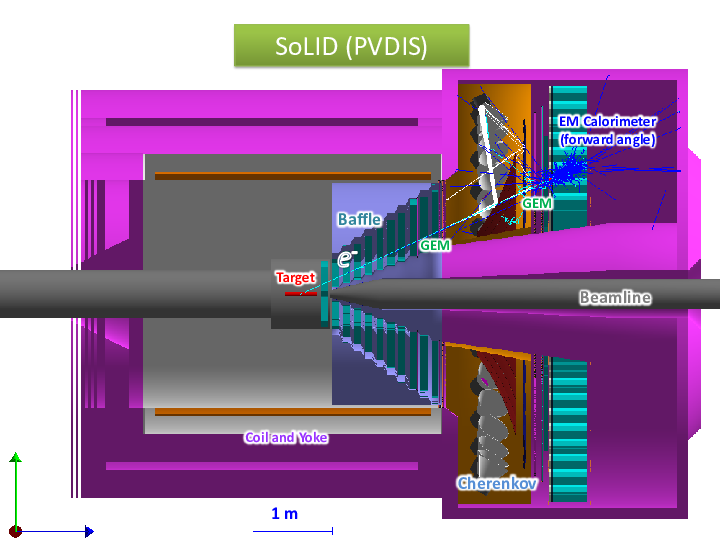 SoLID (PVDIS)
EM Calorimeter
(forward angle)
GEM
Baffle
GEM
e-
Target
Beamline
Coil and Yoke
Cherenkov
1 m